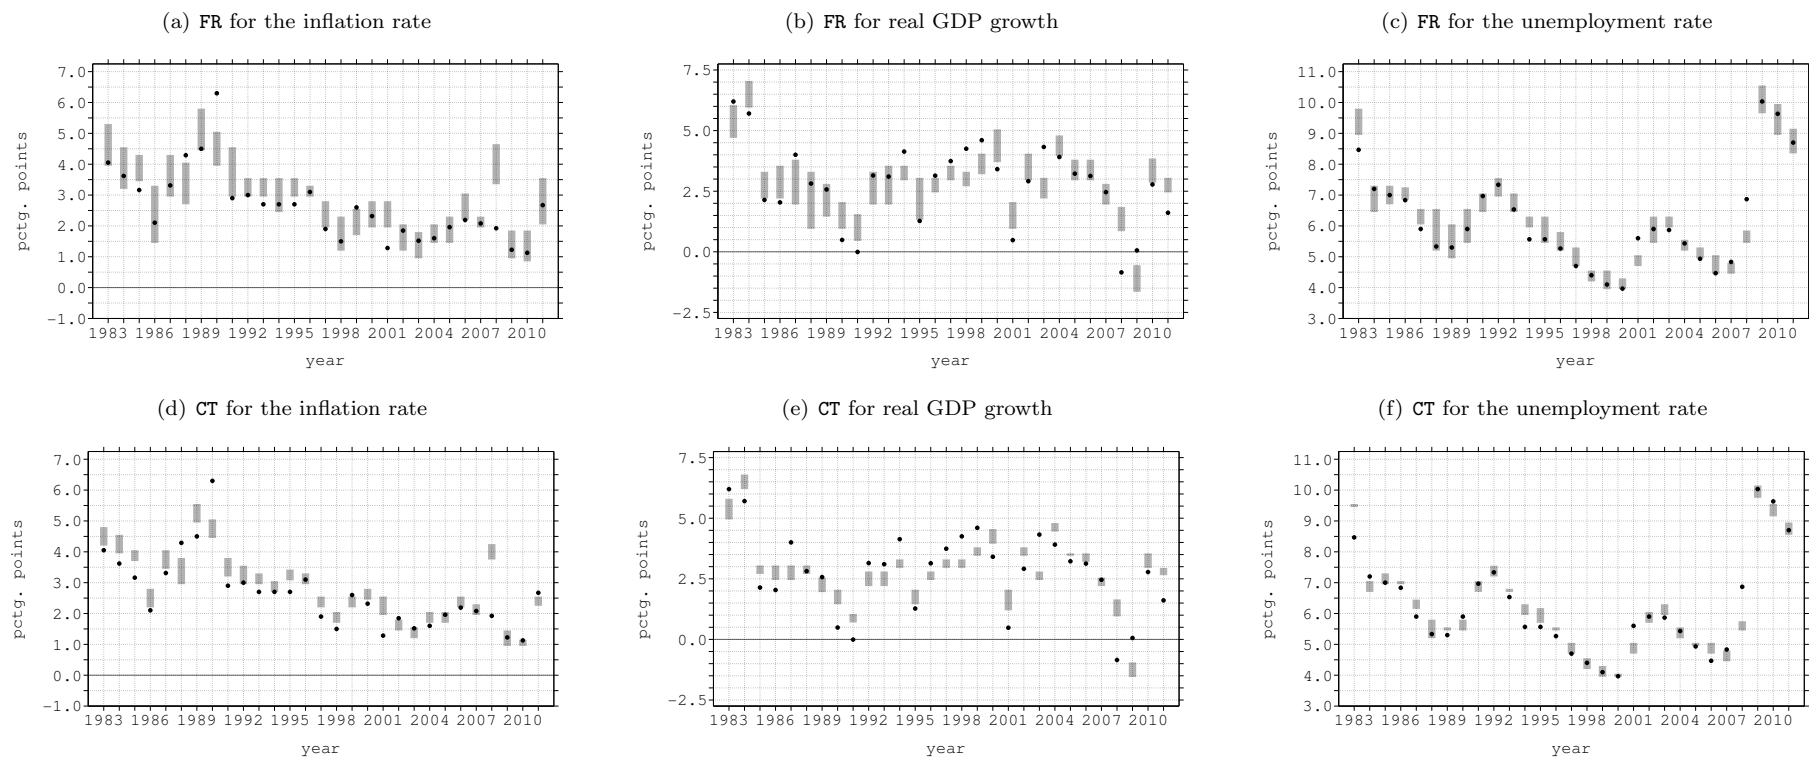 (a) FR for the inflation rate
7.0
6.0
5.0
4.0
3.0
2.0
1.0
0.0
−1.0
pctg. points
1983 1986 1989 1992 1995 1998 2001 2004 2007 2010
year
(b) FR for real GDP growth
7.5
5.0
2.5
0.0
−2.5
pctg. points
1983 1986 1989 1992 1995 1998 2001 2004 2007 2010
year
(c) FR for the unemployment rate
11.0
10.0
9.0
8.0
7.0
6.0
5.0
4.0
3.0
pctg. points
1983 1986 1989 1992 1995 1998 2001 2004 2007 2010
year
(d) CT for the inflation rate
7.0
6.0
5.0
4.0
3.0
2.0
1.0
0.0
−1.0
pctg. points
1983 1986 1989 1992 1995 1998 2001 2004 2007 2010
year
(e) CT for real GDP growth
7.5
5.0
2.5
0.0
−2.5
pctg. points
1983 1986 1989 1992 1995 1998 2001 2004 2007 2010
year
(f) CT for the unemployment rate
11.0
10.0
9.0
8.0
7.0
6.0
5.0
4.0
3.0
pctg. points
1983 1986 1989 1992 1995 1998 2001 2004 2007 2010
year